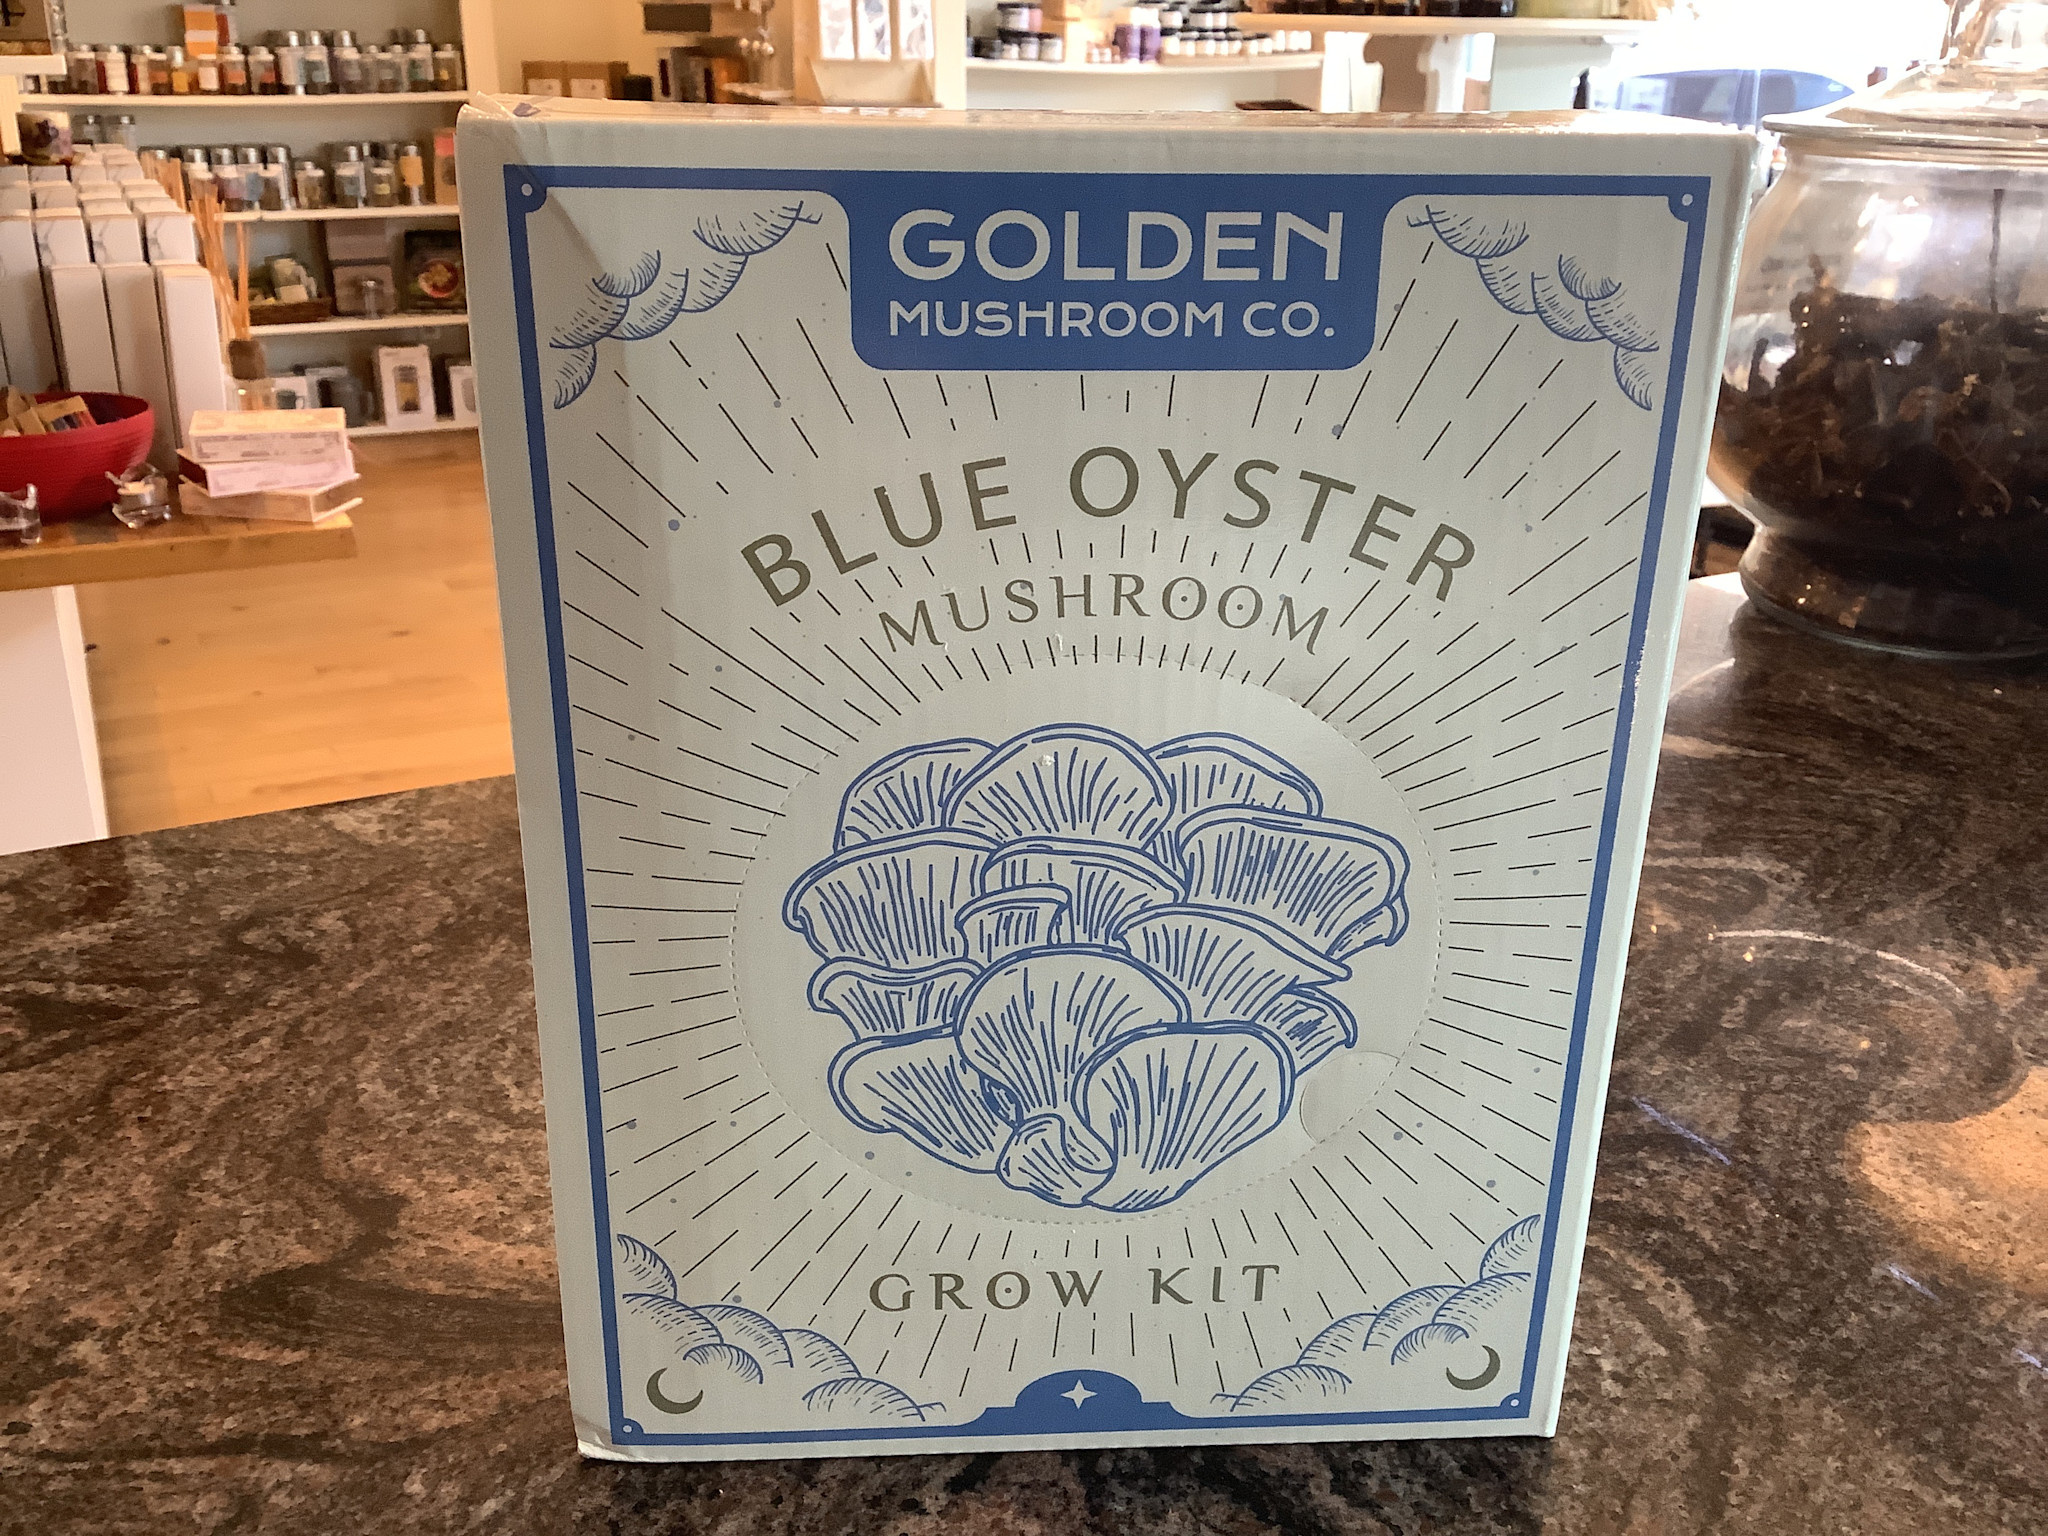 GOLDEN
MUSHROOM CO.
BLUE OYSTER
MUSHROOM
GROW KIT